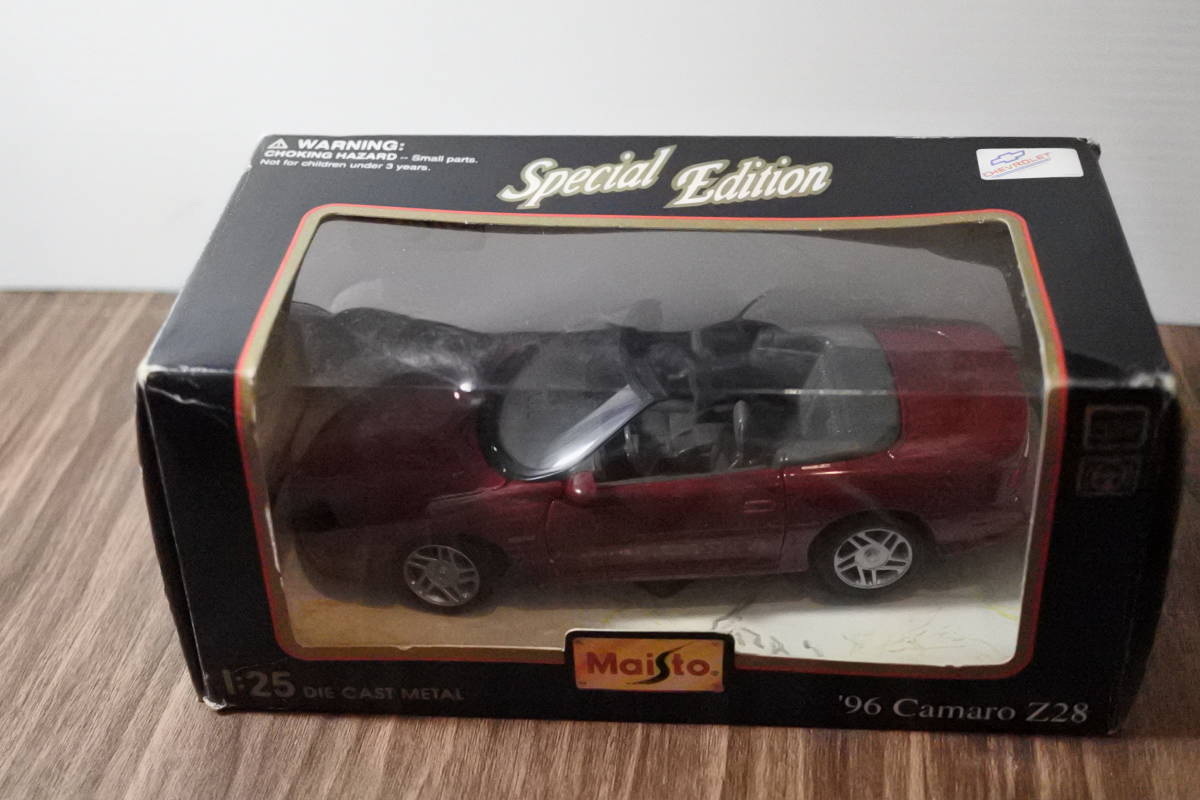 WARNING:
CHOKING HAZARD -- Small parts.
Not for children under 3 years.
Special Edition
CHEVROLET
Maisto
1:25 DIE CAST METAL
'96 Camaro Z28